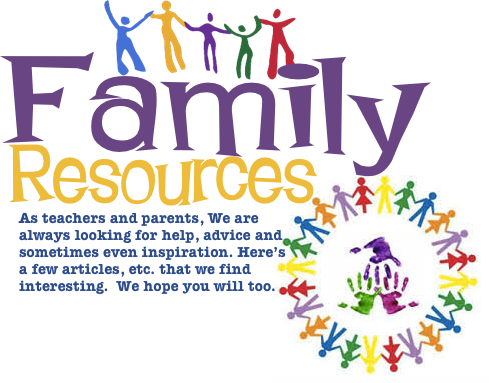 Family
Resources
As teachers and parents, We are
always looking for help, advice and
sometimes even inspiration. Here's
a few articles, etc. that we find
interesting.  We hope you will too.